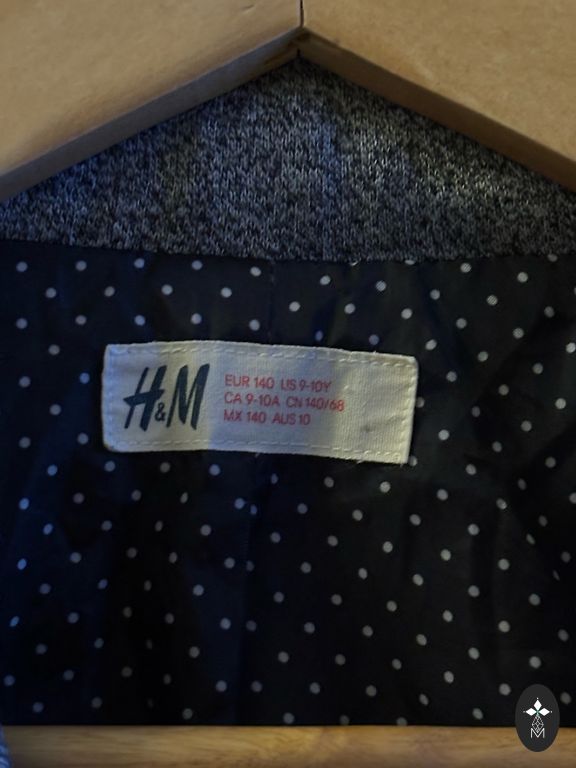 H&M
EUR 140 US 9-10Y
CA 9-10A CN 140/68
MX 140 AUS 10
M